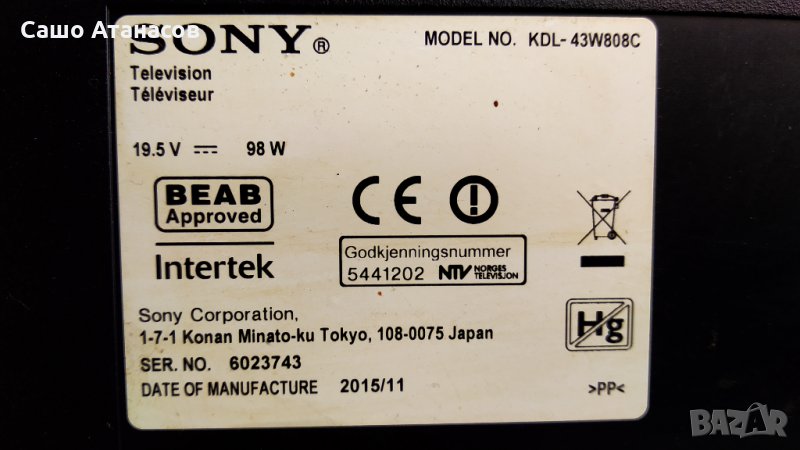 Сашо Атанасов
SONY®
MODEL NO. KDL-43W808C
Television
Téléviseur
19.5 V ⎓ 98 W
BEAB
Approved
CE
Intertek
Godkjenningsnummer
5441202 NTV NORGES
TELEVISJON
Hg
Sony Corporation,
1-7-1 Konan Minato-ku Tokyo, 108-0075 Japan
SER. NO. 6023743
DATE OF MANUFACTURE 2015/11
>PP<
BAZAR